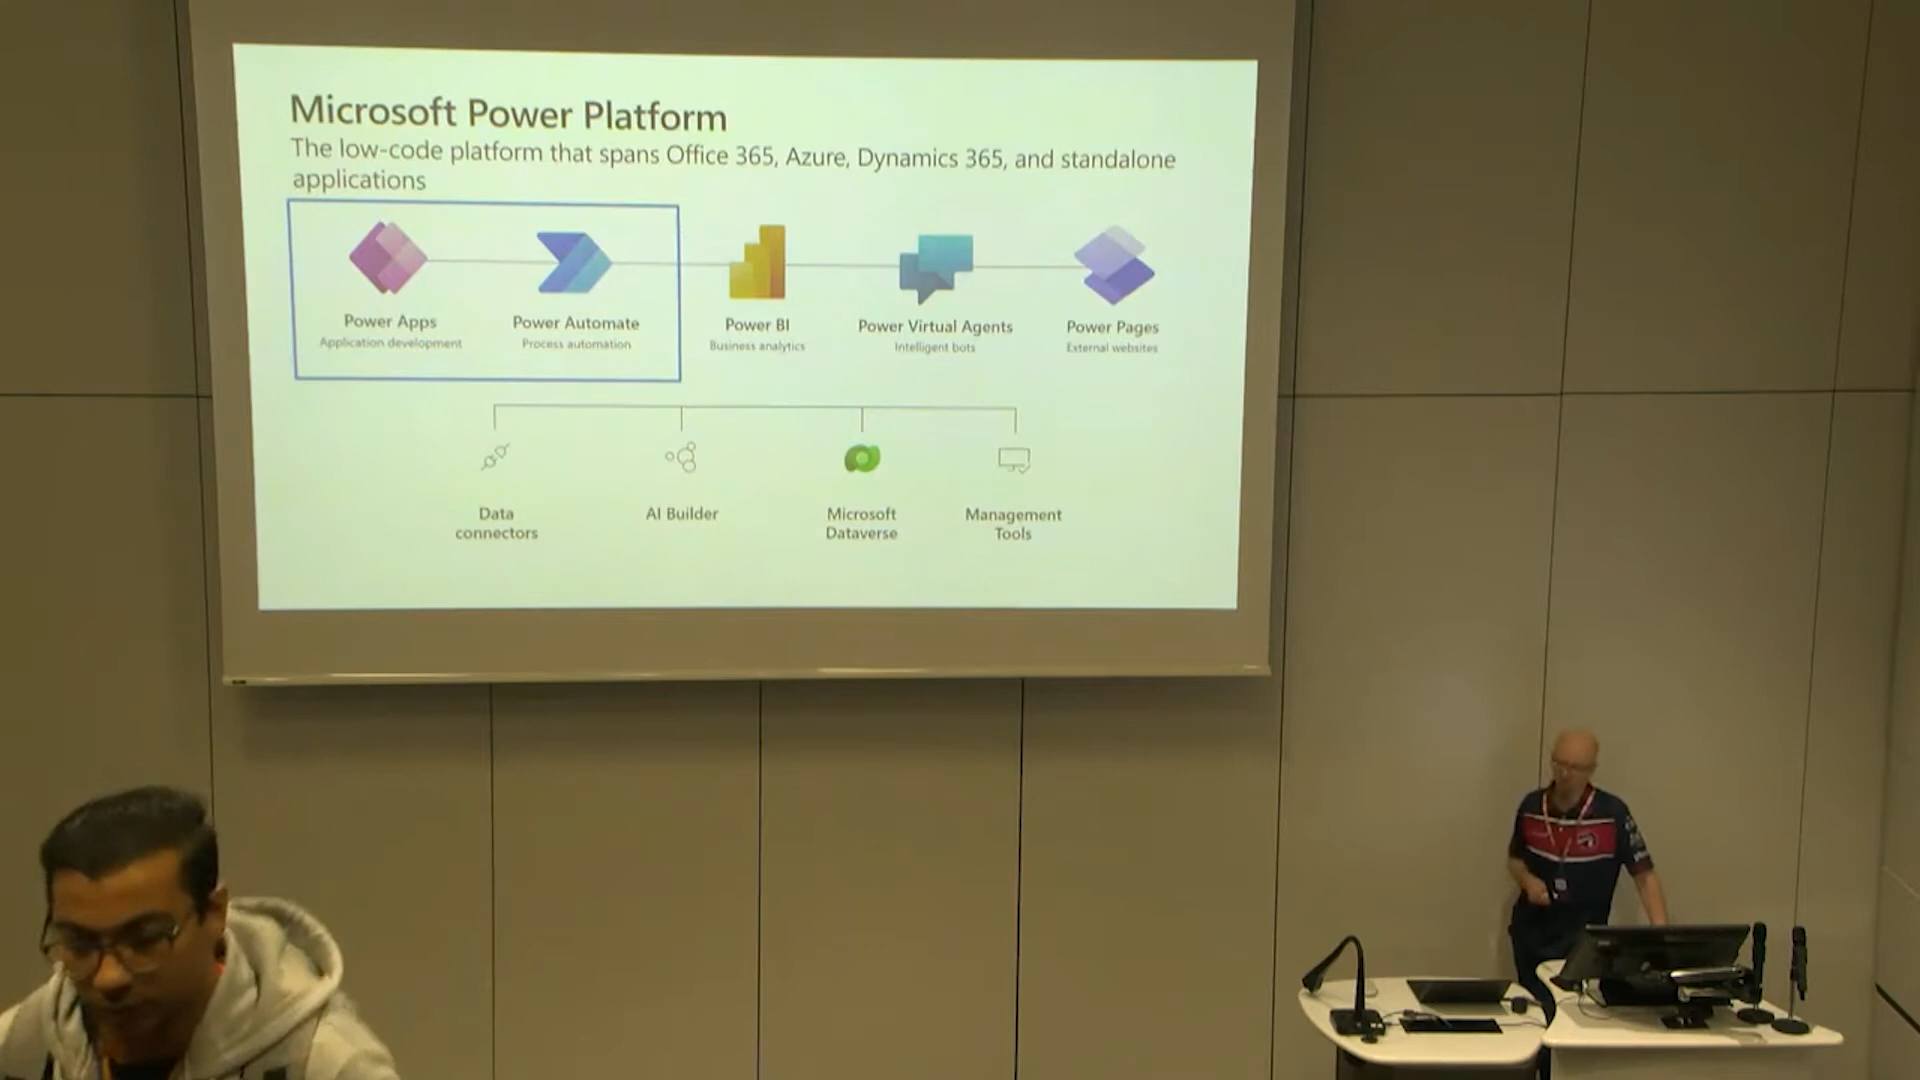 Microsoft Power Platform
The low-code platform that spans Office 365, Azure, Dynamics 365, and standalone
applications
Power Apps
Application development
Power Automate
Process automation
Power BI
Business analytics
Power Virtual Agents
Intelligent bots
Power Pages
External websites
Data
connectors
AI Builder
Microsoft
Dataverse
Management
Tools